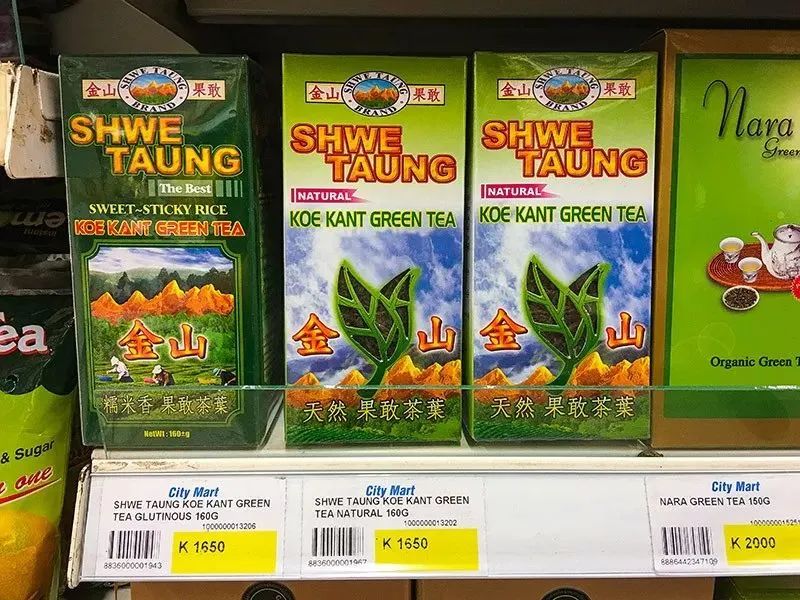 金山 SHWE TAUNG BRAND 果敢
SHWE
TAUNG
The Best
SWEET~STICKY RICE
KOE KANT GREEN TEA
金山
糯米香 果敢茶葉
NetWt: 160±g
金山 SHWE TAUNG BRAND 果敢
SHWE
TAUNG
NATURAL
KOE KANT GREEN TEA
金 山
天然 果敢茶葉
金山 SHWE TAUNG BRAND 果敢
SHWE
TAUNG
NATURAL
KOE KANT GREEN TEA
金 山
天然 果敢茶葉
Nara
Green
Organic Green T
ea
& Sugar
one
City Mart
SHWE TAUNG KOE KANT GREEN
TEA GLUTINOUS 160G
1000000013206
K 1650
8836000001943
City Mart
SHWE TAUNG KOE KANT GREEN
TEA NATURAL 160G
1000000013202
K 1650
City Mart
NARA GREEN TEA 150G
K 2000
8886442347109